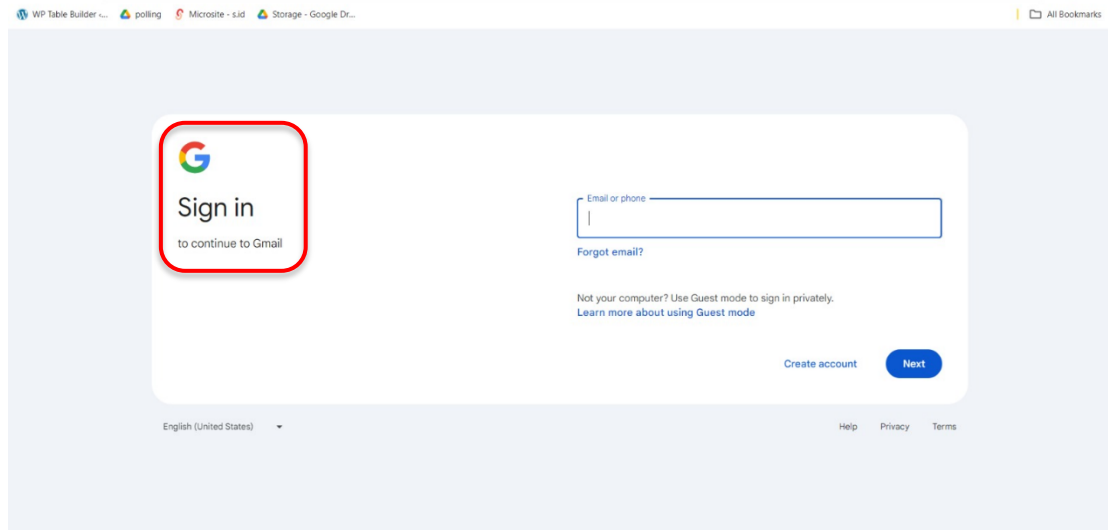 WP Table Builder ‹...
polling
Microsite - s.id
Storage - Google Dr...
All Bookmarks
Sign in
to continue to Gmail
Email or phone
Forgot email?
Not your computer? Use Guest mode to sign in privately.
Learn more about using Guest mode
Create account
Next
English (United States)
Help
Privacy
Terms